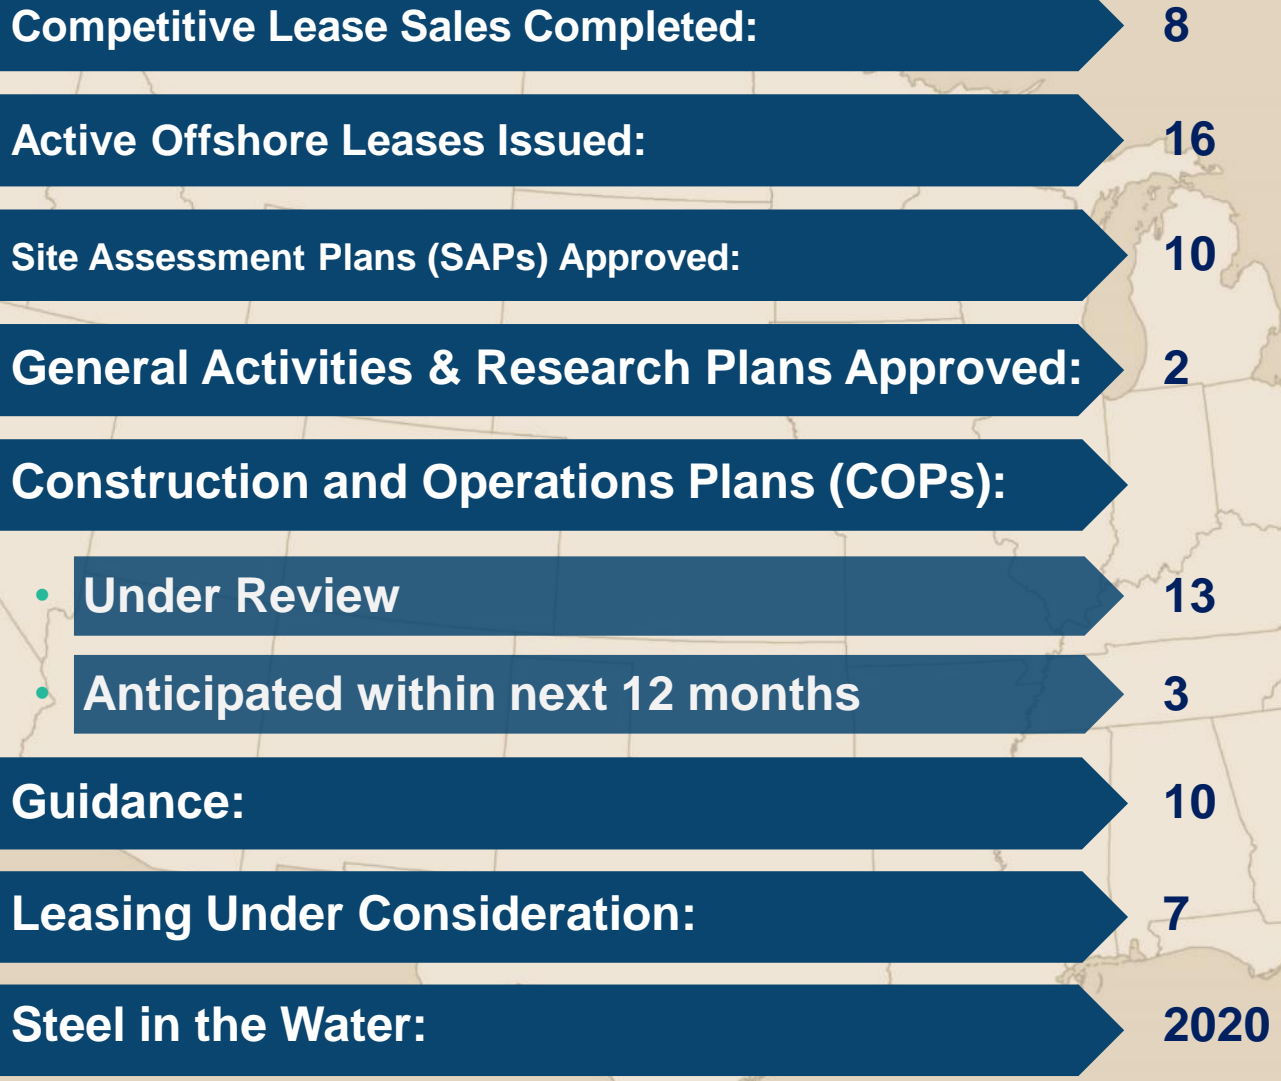 Competitive Lease Sales Completed: 8
Active Offshore Leases Issued: 16
Site Assessment Plans (SAPs) Approved: 10
General Activities & Research Plans Approved: 2
Construction and Operations Plans (COPs):
• Under Review 13
• Anticipated within next 12 months 3
Guidance: 10
Leasing Under Consideration: 7
Steel in the Water: 2020